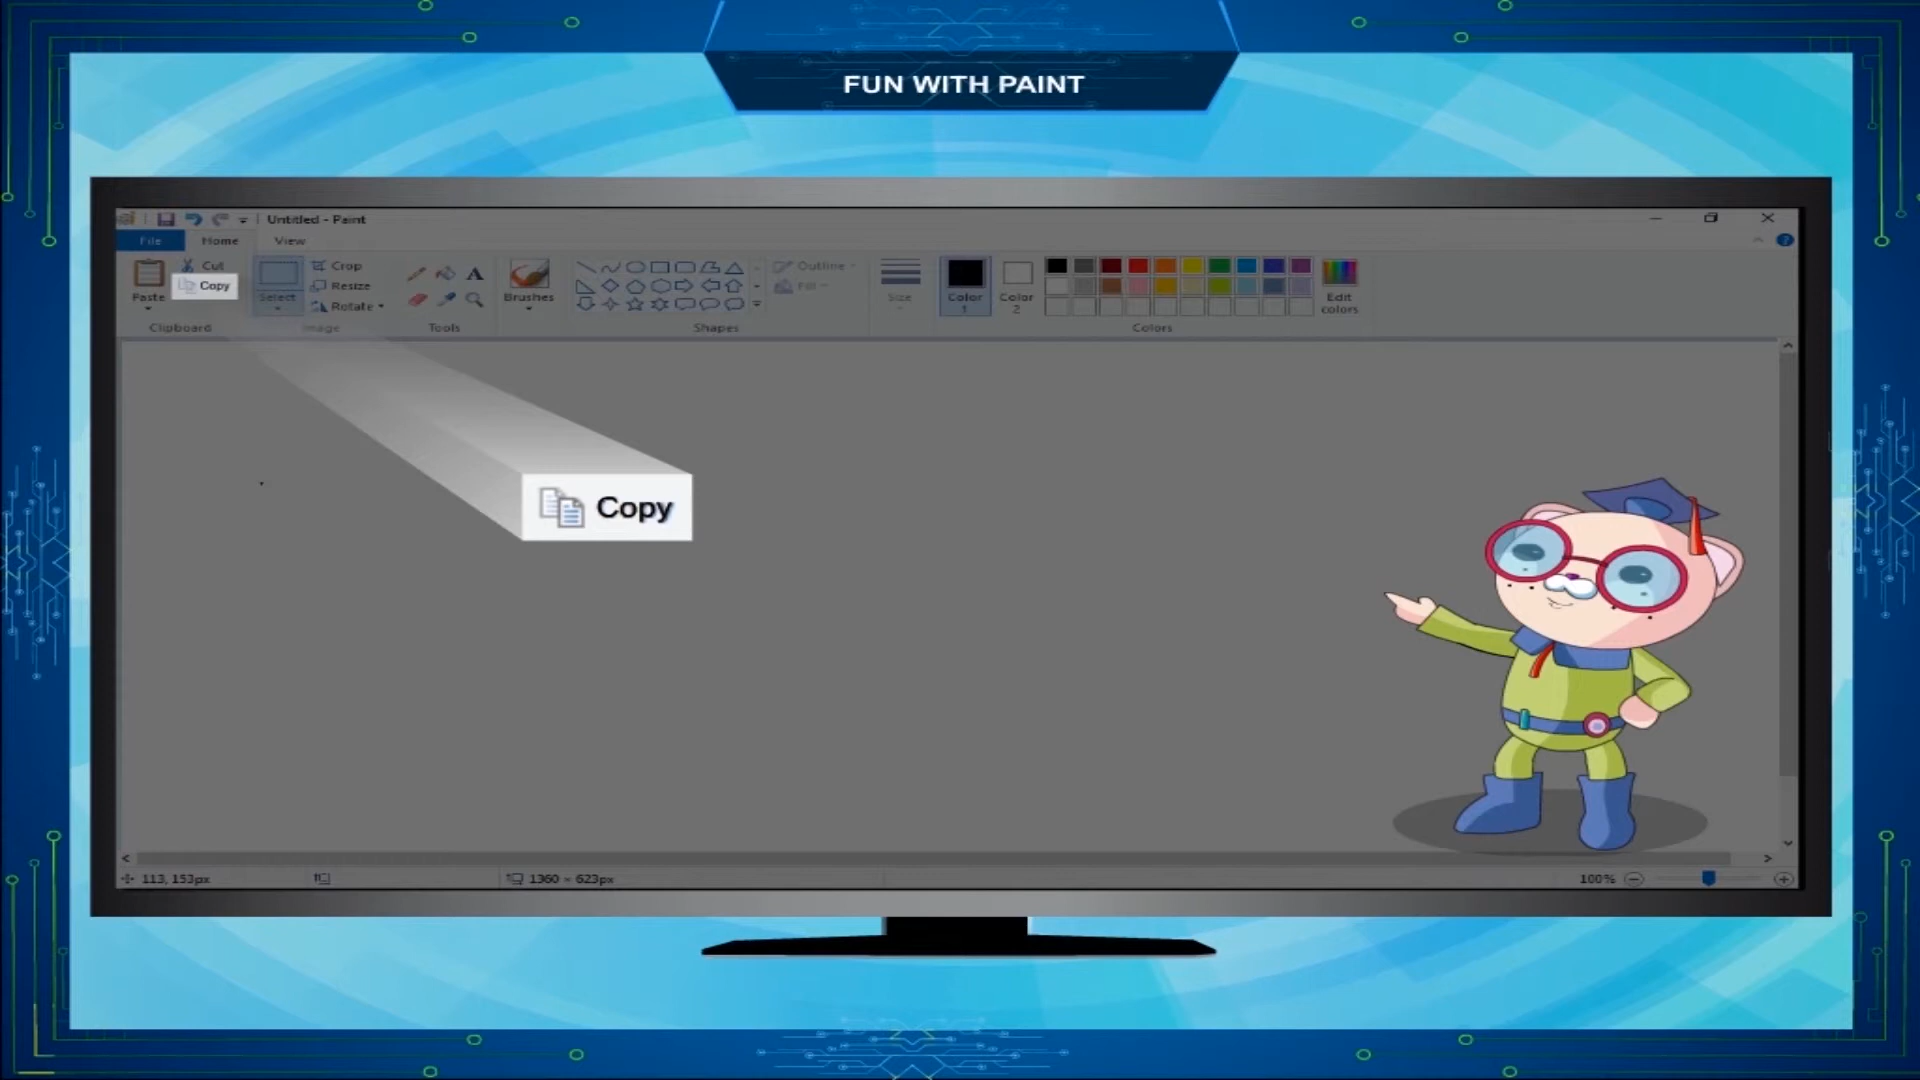 FUN WITH PAINT
Untitled - Paint
File Home View
Cut
Copy
Paste
Clipboard
Select
Crop
Resize
Rotate
Image
A
Tools
Brushes
Outline
Fill
Shapes
Size
Color 1
Color 2
Edit colors
Colors
Copy
113, 153px
1360 × 623px
100%